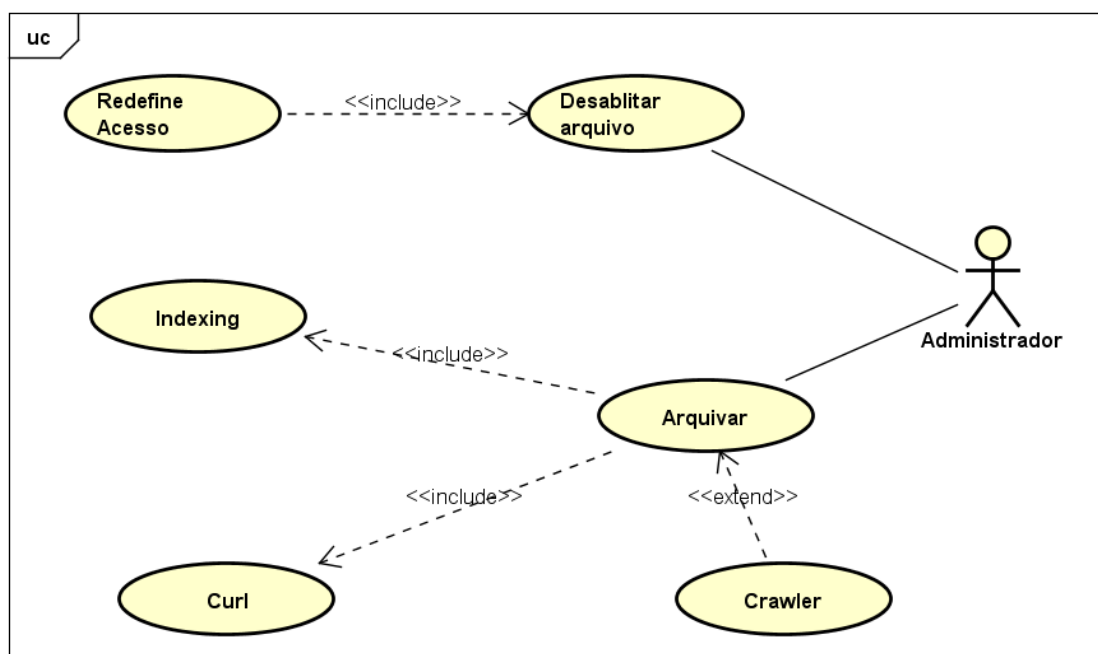 uc
Redefine
Acesso
<<include>>
Desablitar
arquivo
Administrador
Indexing
<<include>>
Arquivar
<<include>>
<<extend>>
Curl
Crawler